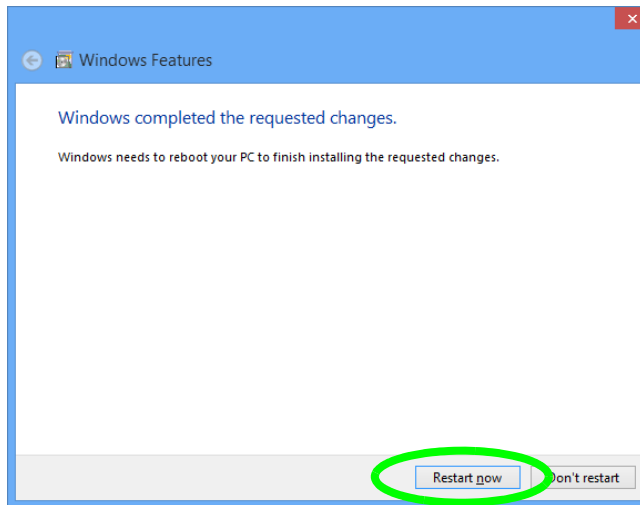 Windows Features
Windows completed the requested changes.
Windows needs to reboot your PC to finish installing the requested changes.
Restart now
Don't restart